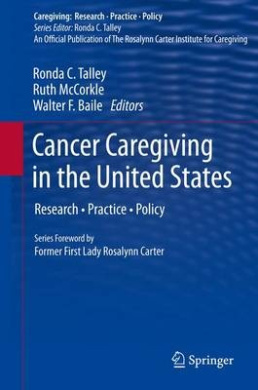 Caregiving: Research • Practice • Policy
Series Editor: Ronda C. Talley
An Official Publication of The Rosalynn Carter Institute for Caregiving
Ronda C. Talley
Ruth McCorkle
Walter F. Baile Editors
Cancer Caregiving
in the United States
Research • Practice • Policy
Series Foreword by
Former First Lady Rosalynn Carter
Springer